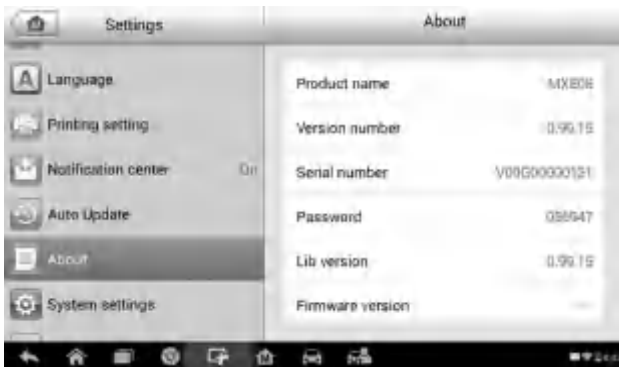 Settings
About
Language
Printing setting
Notification center On
Auto Update
About
System settings
Product name
Version number 0.99.15
Serial number
Password
Lib version 0.99.15
Firmware version